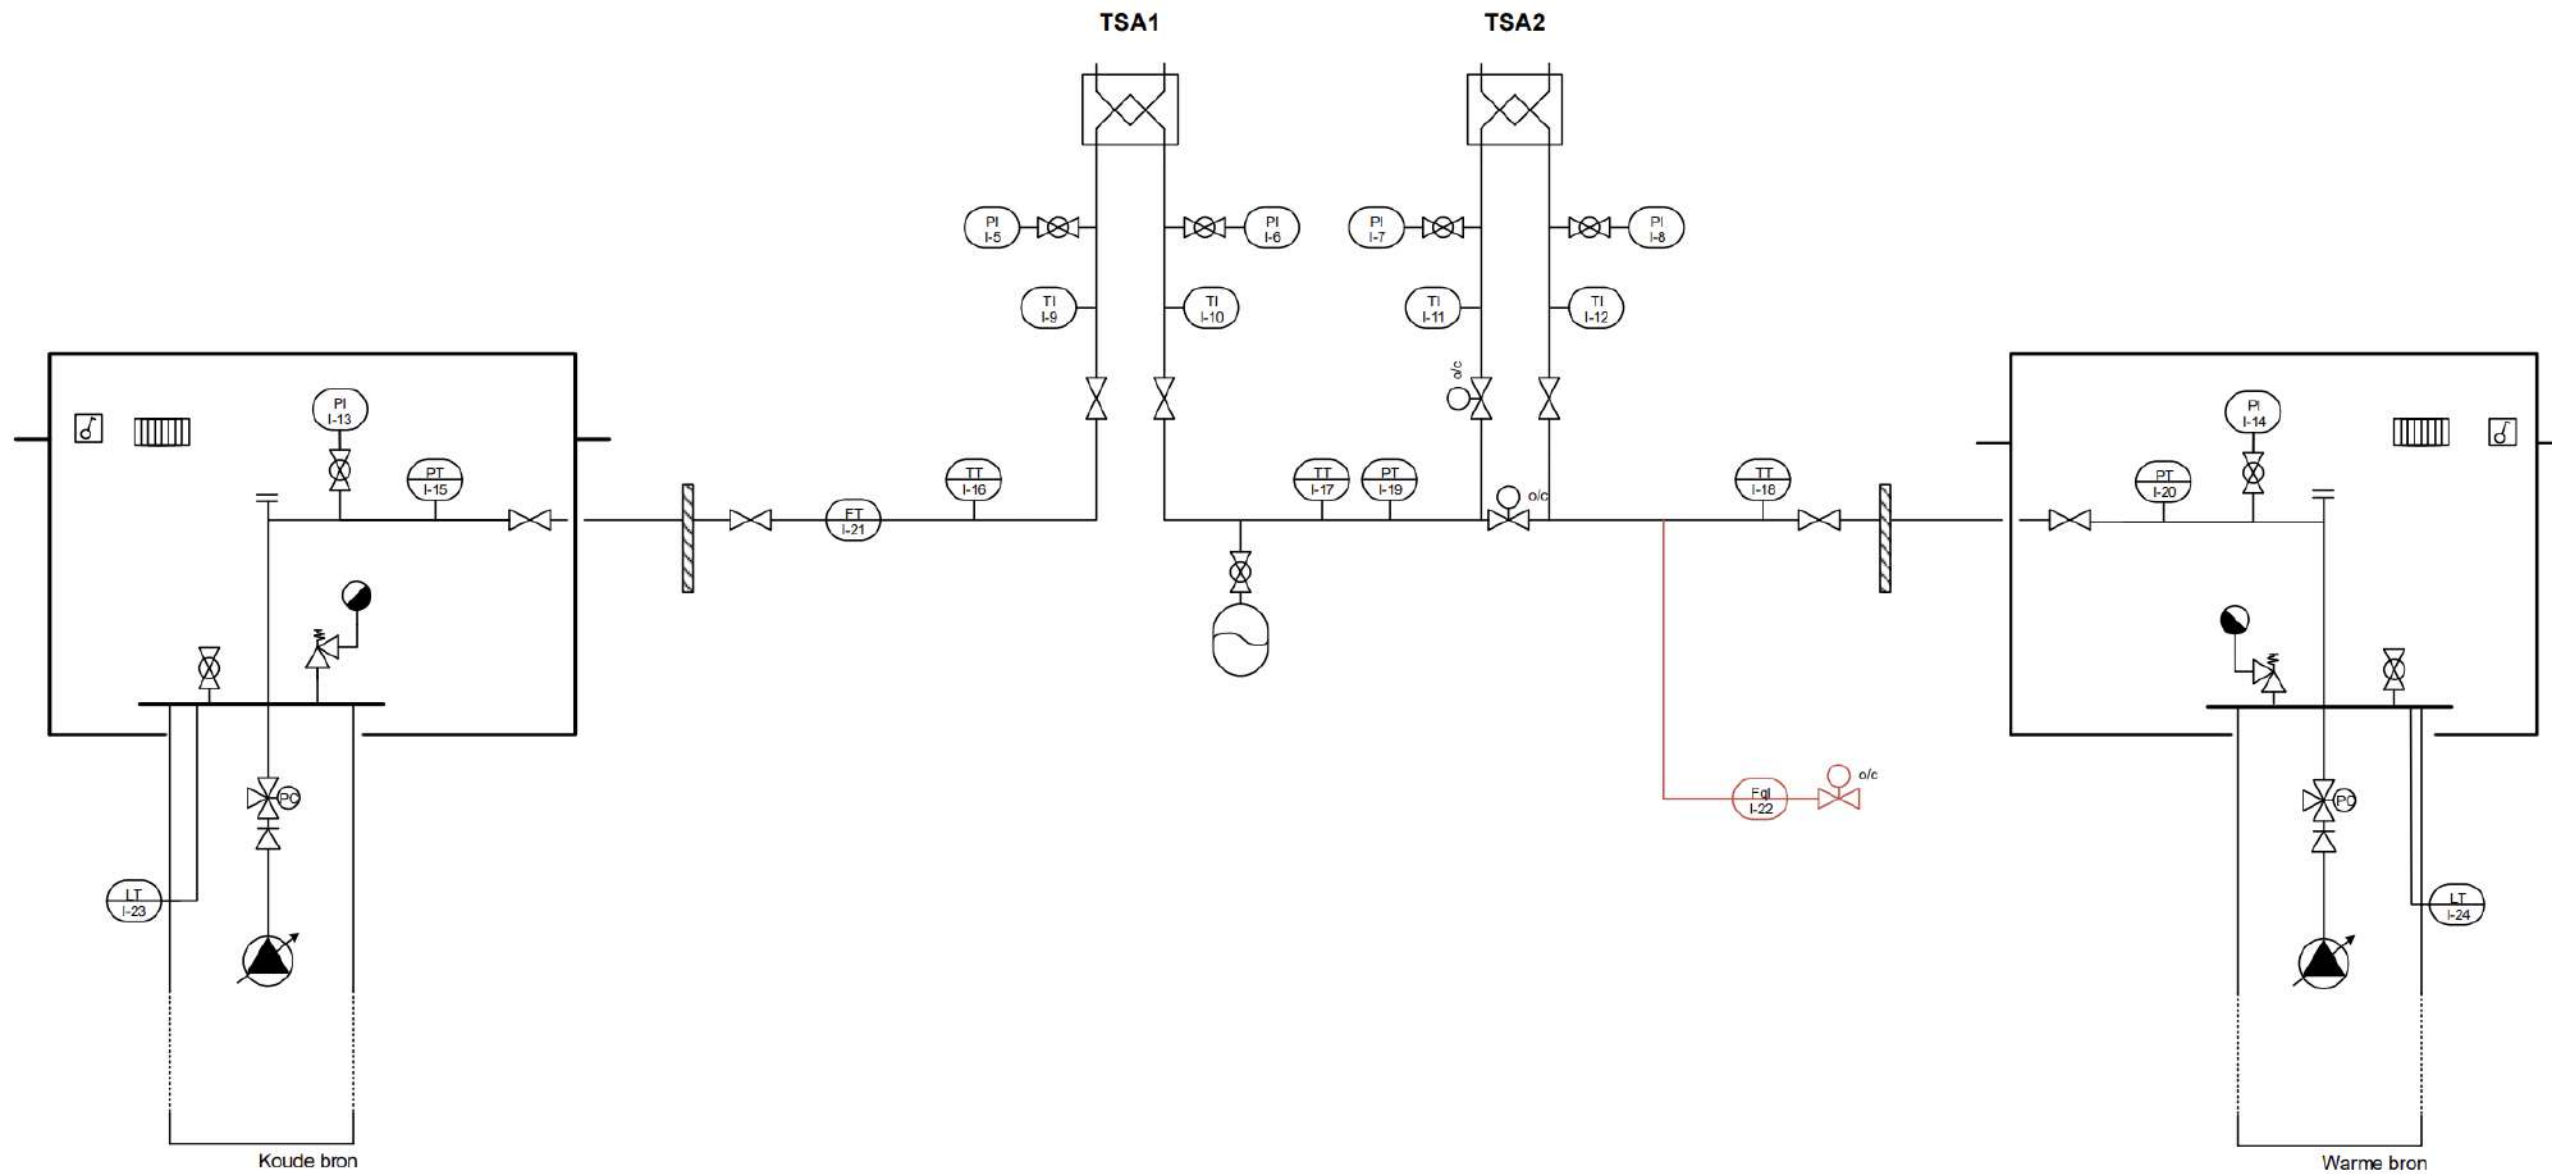 TSA1
TSA2
PI
I-5
PI
I-6
PI
I-7
PI
I-8
TI
I-9
TI
I-10
TI
I-11
TI
I-12
o/c
PI
I-13
PI
I-14
PT
I-15
TT
I-16
TT
I-17
PT
I-19
o/c
TT
I-18
PT
I-20
FT
I-21
FqI
I-22
o/c
PC
PC
LT
I-23
LT
I-24
Koude bron
Warme bron